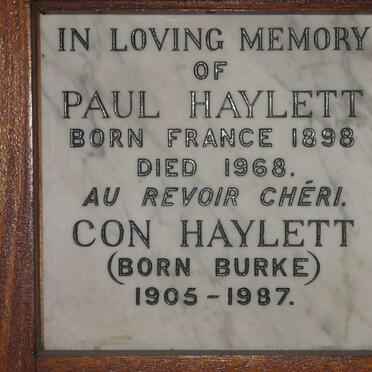 IN LOVING MEMORY
OF
PAUL HAYLETT
BORN FRANCE 1898
DIED 1968.
AU REVOIR CHÉRI.
CON HAYLETT
(BORN BURKE)
1905-1987.